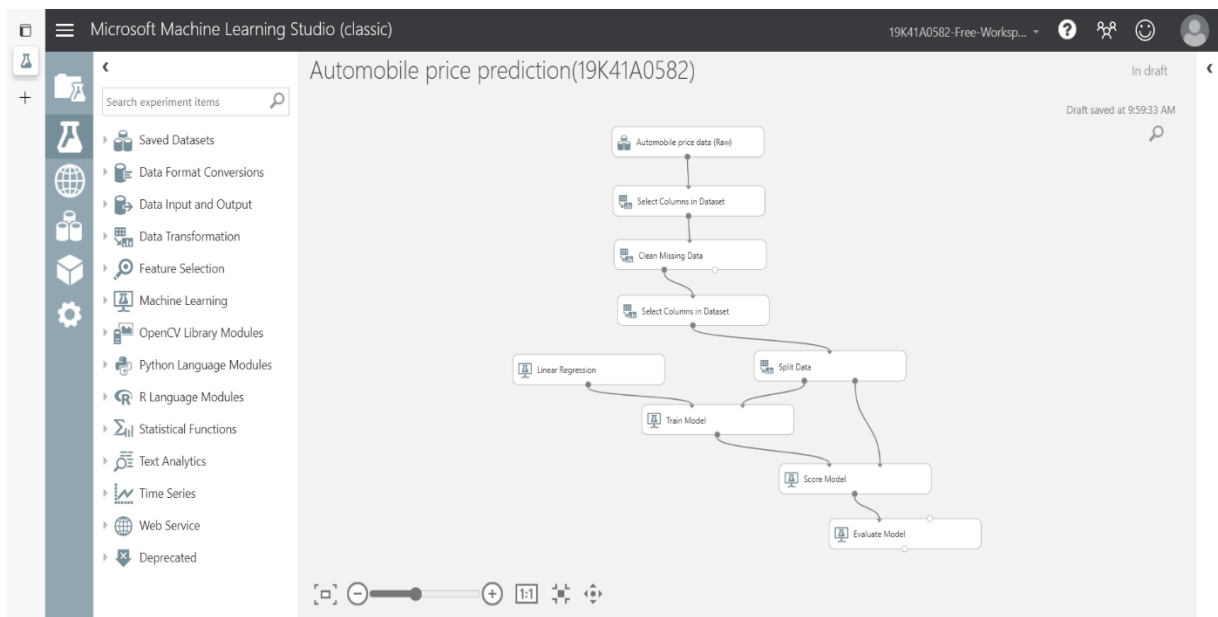 Microsoft Machine Learning Studio (classic)
19K41A0582-Free-Worksp...
?
Search experiment items
Saved Datasets
Data Format Conversions
Data Input and Output
Data Transformation
Feature Selection
Machine Learning
OpenCV Library Modules
Python Language Modules
R Language Modules
Statistical Functions
Text Analytics
Time Series
Web Service
Deprecated
Automobile price prediction(19K41A0582)
In draft
Draft saved at 9:59:33 AM
Automobile price data (Raw)
Select Columns in Dataset
Clean Missing Data
Select Columns in Dataset
Linear Regression
Split Data
Train Model
Score Model
Evaluate Model
1:1